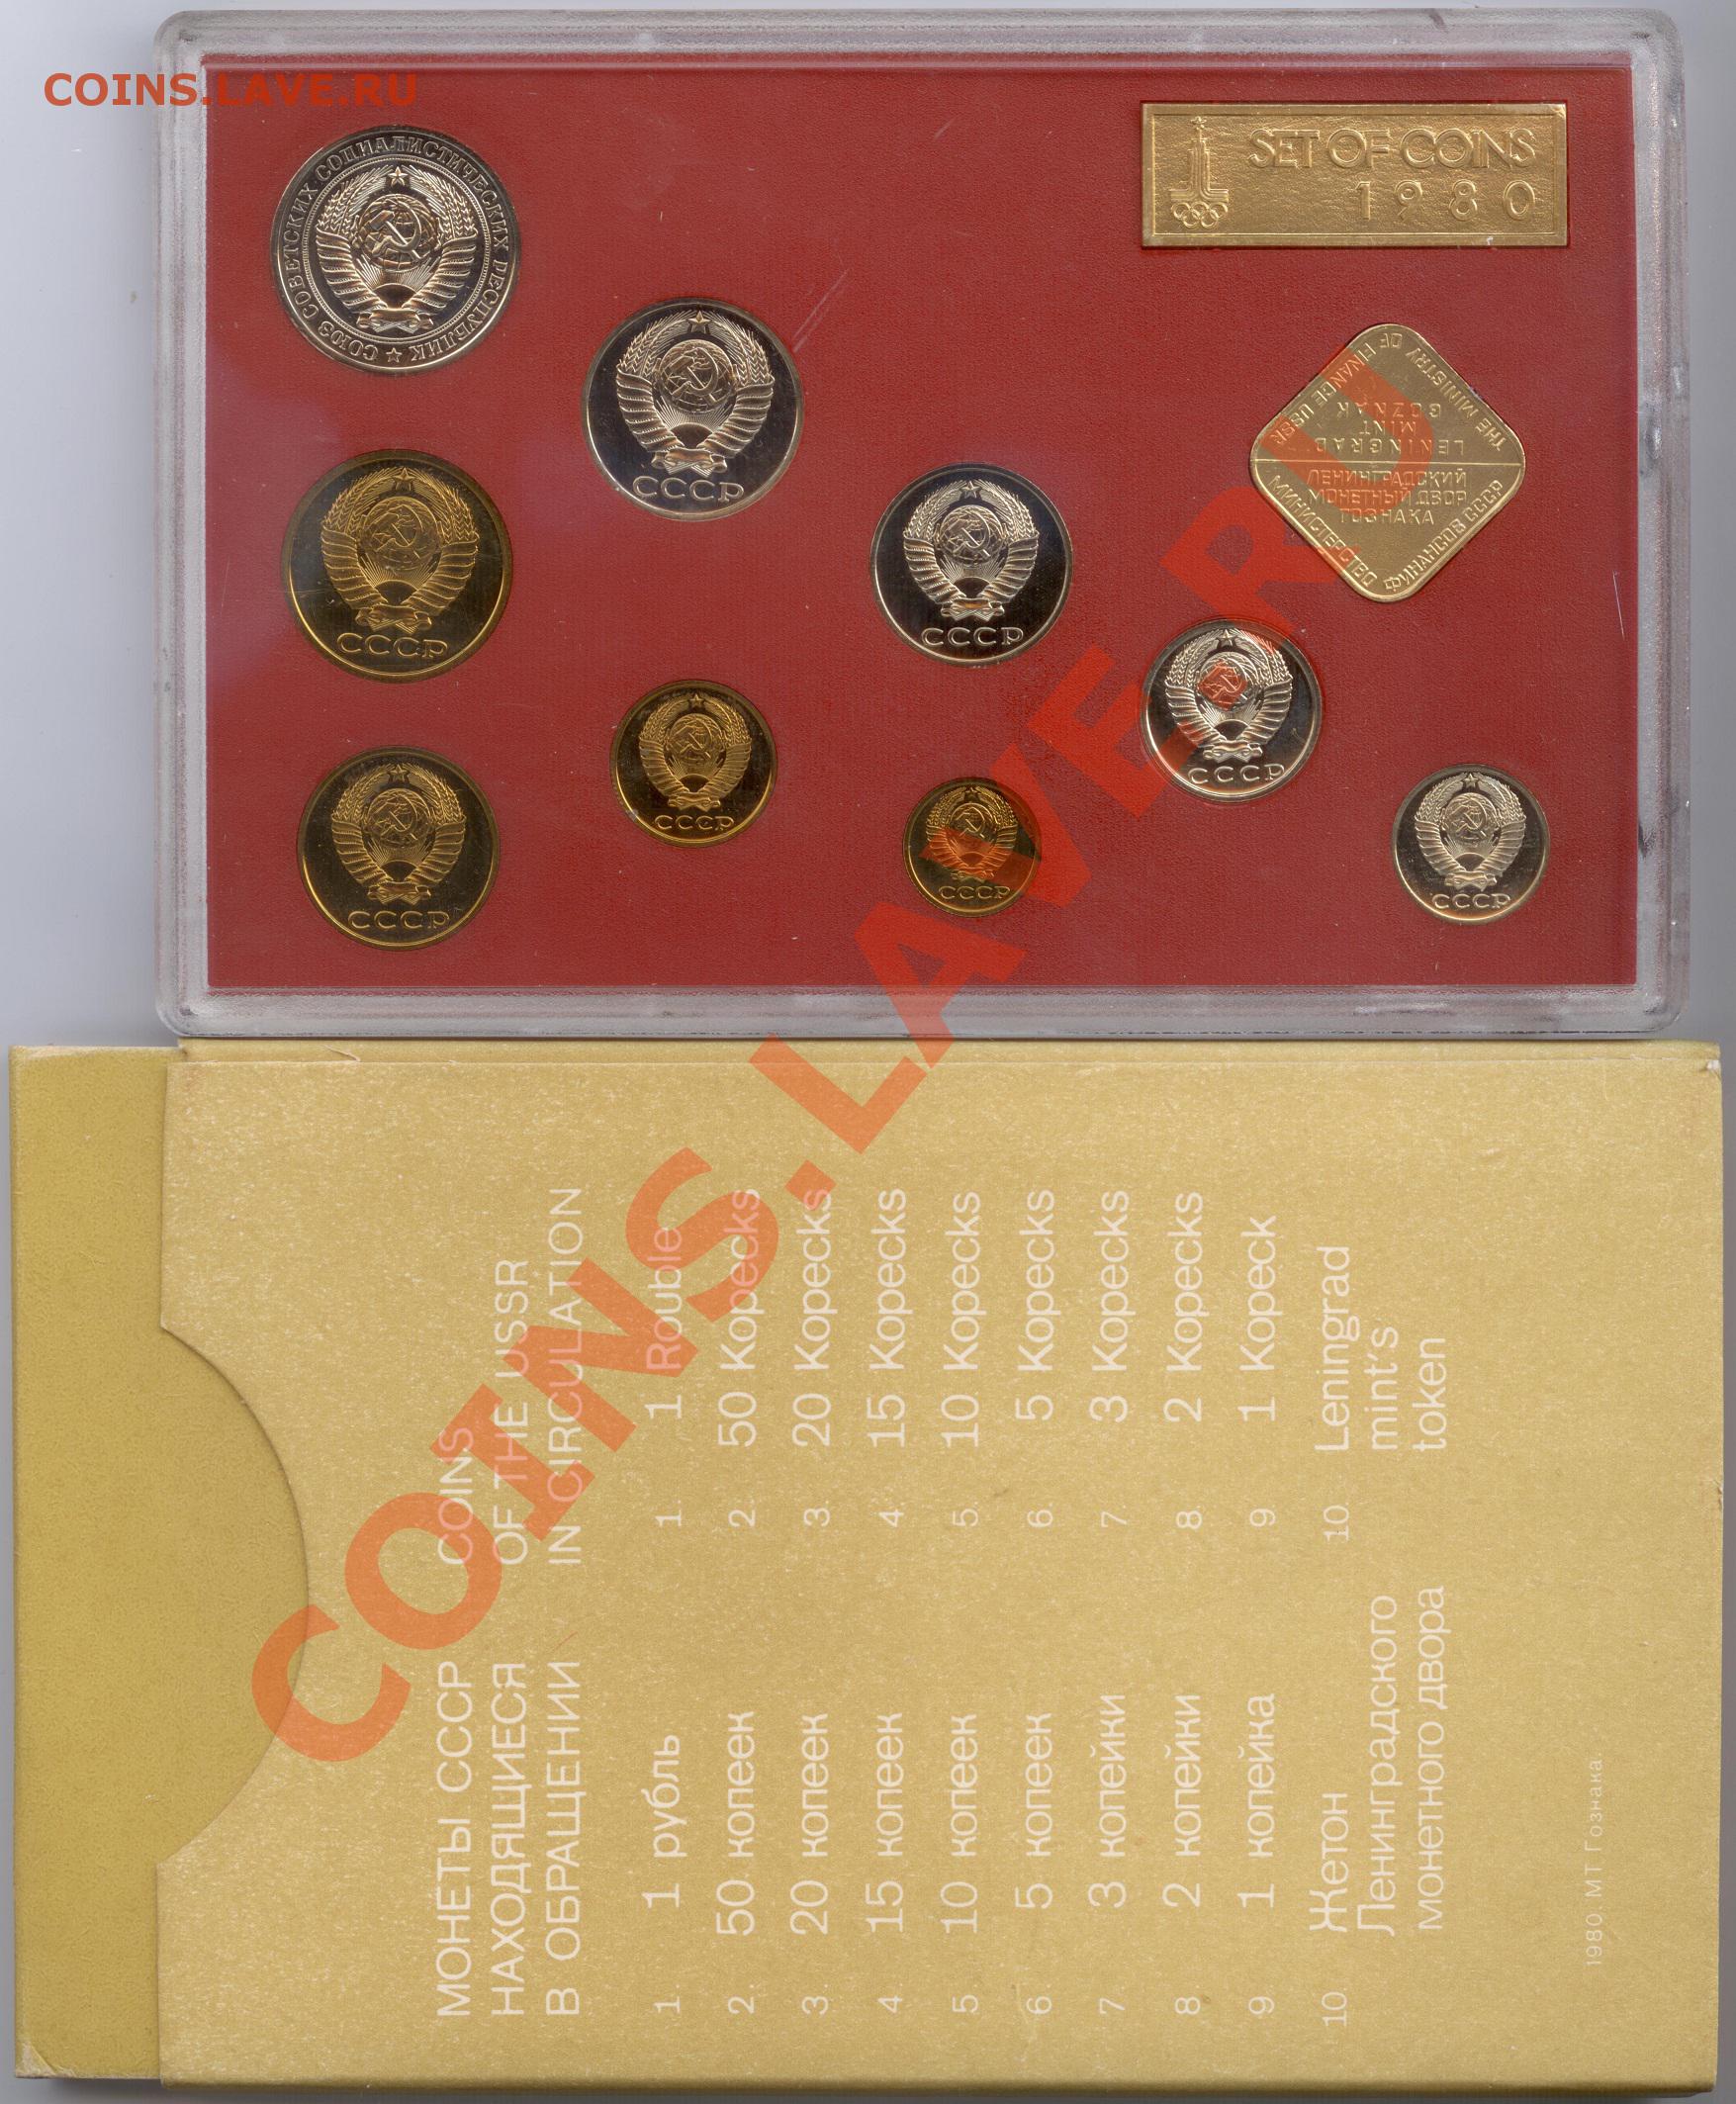 COINS.LAVE.RU
SET OF COINS
1980
СОЮЗ СОВЕТСКИХ СОЦИАЛИСТИЧЕСКИХ РЕСПУБЛИК
СССР
СССР
СССР
СССР
СССР
СССР
СССР
СССР
THE MINISTRY OF FINANCE USSR
LENINGRAD
MINT
GOZNAK
ЛЕНИНГРАДСКИЙ
МОНЕТНЫЙ ДВОР
ГОЗНАКА
МИНИСТЕРСТВО ФИНАНСОВ СССР
COINS.LAVE
МОНЕТЫ СССР
НАХОДЯЩИЕСЯ
В ОБРАЩЕНИИ
1. 1 рубль
2. 50 копеек
3. 20 копеек
4. 15 копеек
5. 10 копеек
6. 5 копеек
7. 3 копейки
8. 2 копейки
9. 1 копейка
10. Жетон
Ленинградского
монетного двора
COINS
OF THE USSR
IN CIRCULATION
1. 1 Rouble
2. 50 Kopecks
3. 20 Kopecks
4. 15 Kopecks
5. 10 Kopecks
6. 5 Kopecks
7. 3 Kopecks
8. 2 Kopecks
9. 1 Kopeck
10. Leningrad
mint's
token
1980. МТ Гознака